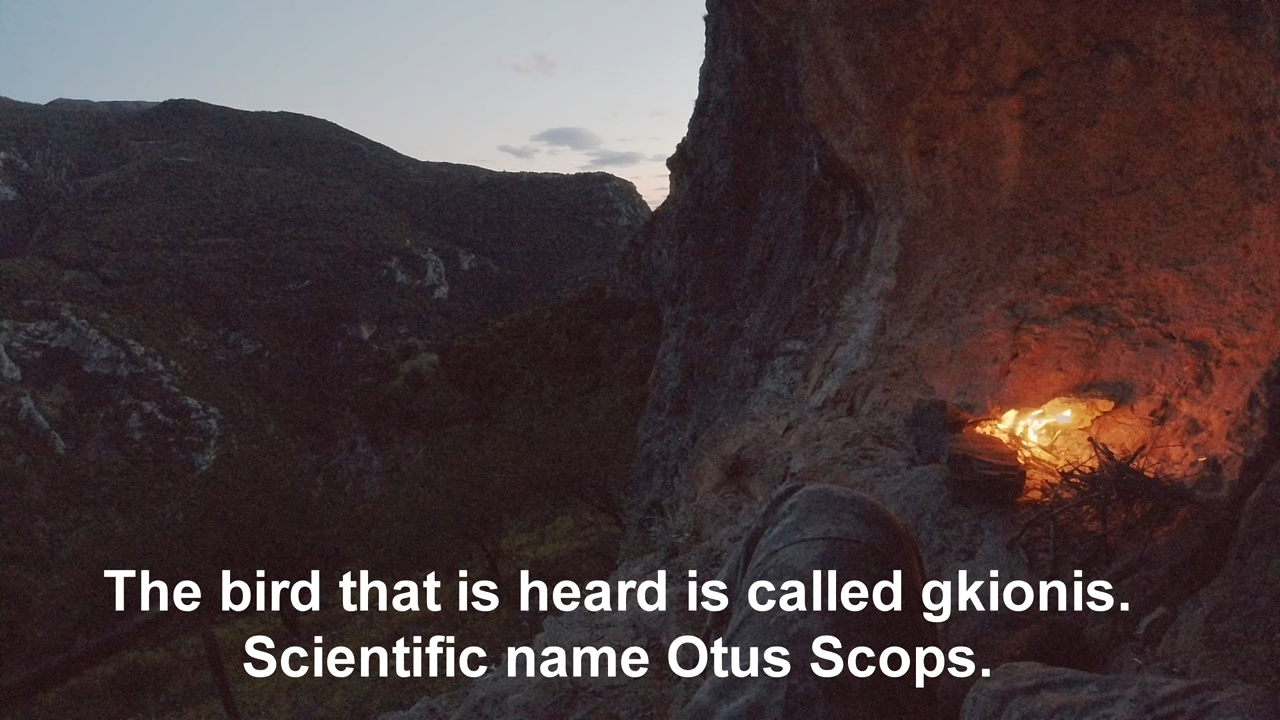 The bird that is heard is called gkionis.
Scientific name Otus Scops.